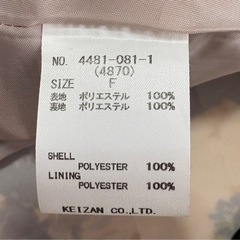 NO. 4481-081-1
(4870)
SIZE F
表地 ポリエステル 100%
裏地 ポリエステル 100%
SHELL
POLYESTER 100%
LINING
POLYESTER 100%
KEIZAN CO.,LTD.